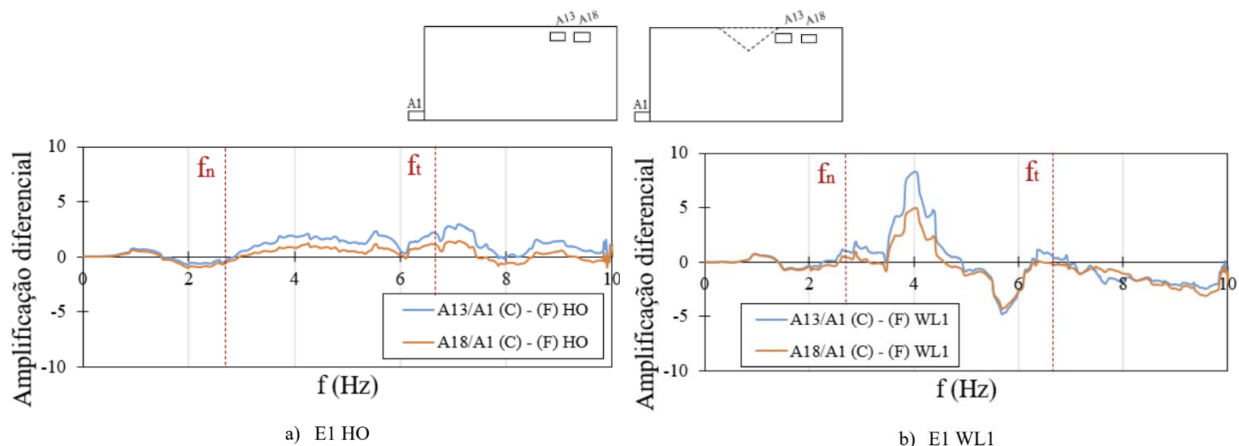 A13 A18
A1
A13 A18
A1
Amplificação diferencial
10
5
0
-5
-10
0 2 4 6 8 10
fn
ft
A13/A1 (C) - (F) HO
A18/A1 (C) - (F) HO
f (Hz)
a) E1 HO
Amplificação diferencial
10
5
0
-5
-10
0 2 4 6 8 10
fn
ft
A13/A1 (C) - (F) WL1
A18/A1 (C) - (F) WL1
f (Hz)
b) E1 WL1